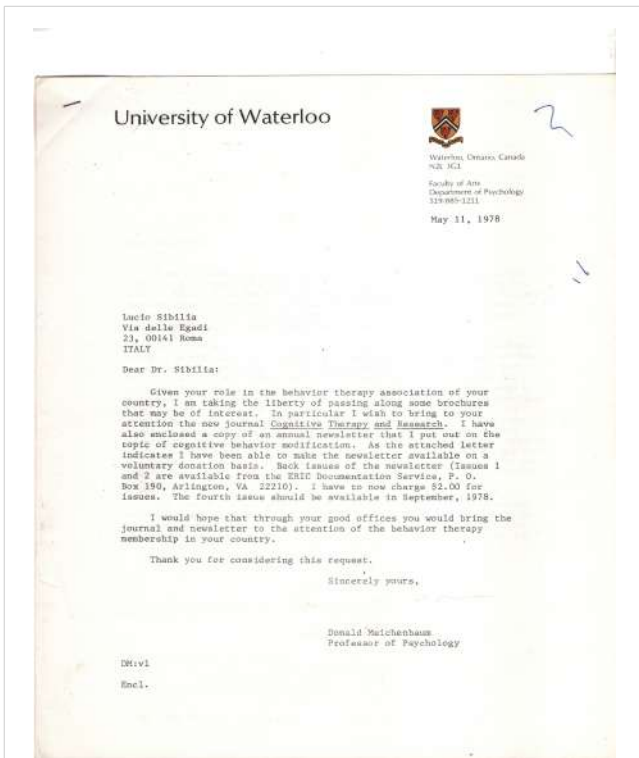 University of Waterloo
Waterloo, Ontario, Canada
N2L 3G1
Faculty of Arts
Department of Psychology
519/885-1211
May 11, 1978
Lucio Sibilia
Via delle Egadi
23, 00141 Roma
ITALY
Dear Dr. Sibilia:
Given your role in the behavior therapy association of your
country, I am taking the liberty of passing along some brochures
that may be of interest. In particular I wish to bring to your
attention the new journal Cognitive Therapy and Research. I have
also enclosed a copy of an annual newsletter that I put out on the
topic of cognitive behavior modification. As the attached letter
indicates I have been able to make the newsletter available on a
voluntary donation basis. Back issues of the newsletter (Issues 1
and 2 are available from the ERIC Documentation Service, P. O.
Box 190, Arlington, VA 22210). I have to now charge $2.00 for
issues. The fourth issue should be available in September, 1978.
I would hope that through your good offices you would bring the
journal and newsletter to the attention of the behavior therapy
membership in your country.
Thank you for considering this request.
Sincerely yours,
Donald Meichenbaum
Professor of Psychology
DM:vl
Encl.